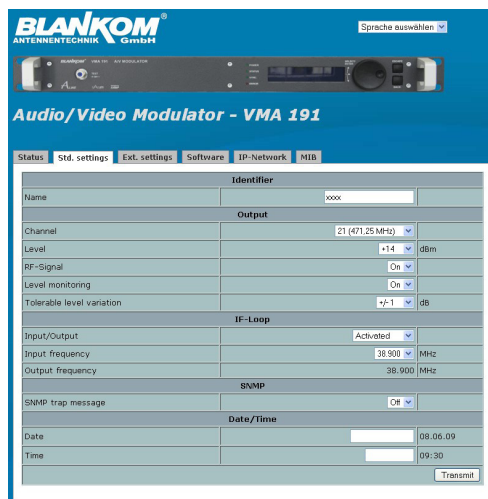 BLANKOM®
ANTENNENTECHNIK GmbH
Sprache auswählen
BLANKOM VMA 191 A/V MODULATOR
Audio/Video Modulator - VMA 191
Status Std. settings Ext. settings Software IP-Network MIB
Identifier
Name xxxx
Output
Channel 21 (471,25 MHz)
Level +14 dBm
RF-Signal On
Level monitoring On
Tolerable level variation +/- 1 dB
IF-Loop
Input/Output Activated
Input frequency 38.900 MHz
Output frequency 38.900 MHz
SNMP
SNMP trap message Off
Date/Time
Date 08.06.09
Time 09:30
Transmit